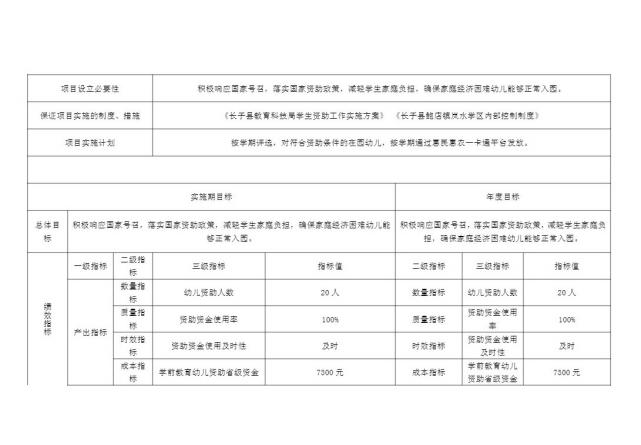 项目设立必要性 积极响应国家号召，落实国家资助政策，减轻学生家庭负担，确保家庭经济困难幼儿能够正常入园。
保证项目实施的制度、措施 《长子县教育科技局学生资助工作实施方案》 《长子县鲍店镇岚水学区内部控制制度》
项目实施计划 按学期评选，对符合资助条件的在园幼儿，按学期通过惠民惠农一卡通平台发放。
实施期目标 年度目标
总体目
标
积极响应国家号召，落实国家资助政策，减轻学生家庭负担，确保家庭经济困难幼儿能
够正常入园。
积极响应国家号召，落实国家资助政策，减轻学生家庭负
担，确保家庭经济困难幼儿能够正常入园。
绩
效
指
标
一级指标
二级指
标
三级指标 指标值 二级指标 三级指标 指标值
产出指标
数量指
标
幼儿资助人数 20 人 数量指标 幼儿资助人数 20 人
质量指
标
资助资金使用率 100% 质量指标
资助资金使用
率
100%
时效指
标
资助资金使用及时性 及时 时效指标
资助资金使用
及时性
及时
成本指
标
学前教育幼儿资助省级资金 7300 元 成本指标
学前教育幼儿
资助省级资金
7300 元